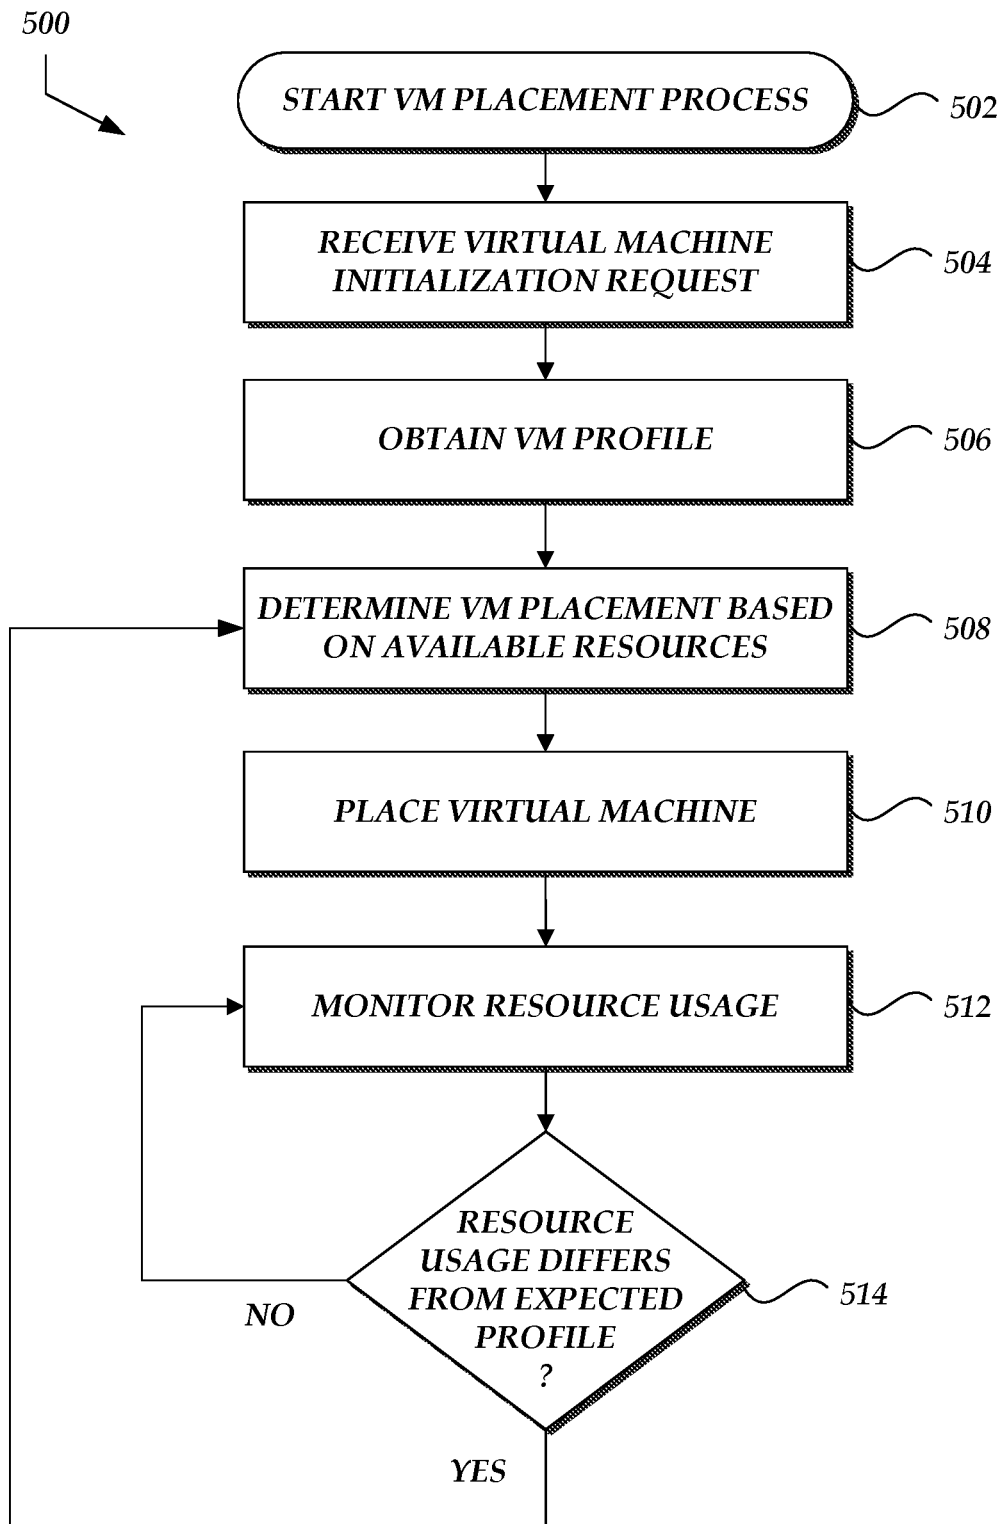 500
START VM PLACEMENT PROCESS
502
RECEIVE VIRTUAL MACHINE
INITIALIZATION REQUEST
504
OBTAIN VM PROFILE
506
DETERMINE VM PLACEMENT BASED
ON AVAILABLE RESOURCES
508
PLACE VIRTUAL MACHINE
510
MONITOR RESOURCE USAGE
512
RESOURCE
USAGE DIFFERS
FROM EXPECTED
PROFILE
?
514
NO
YES